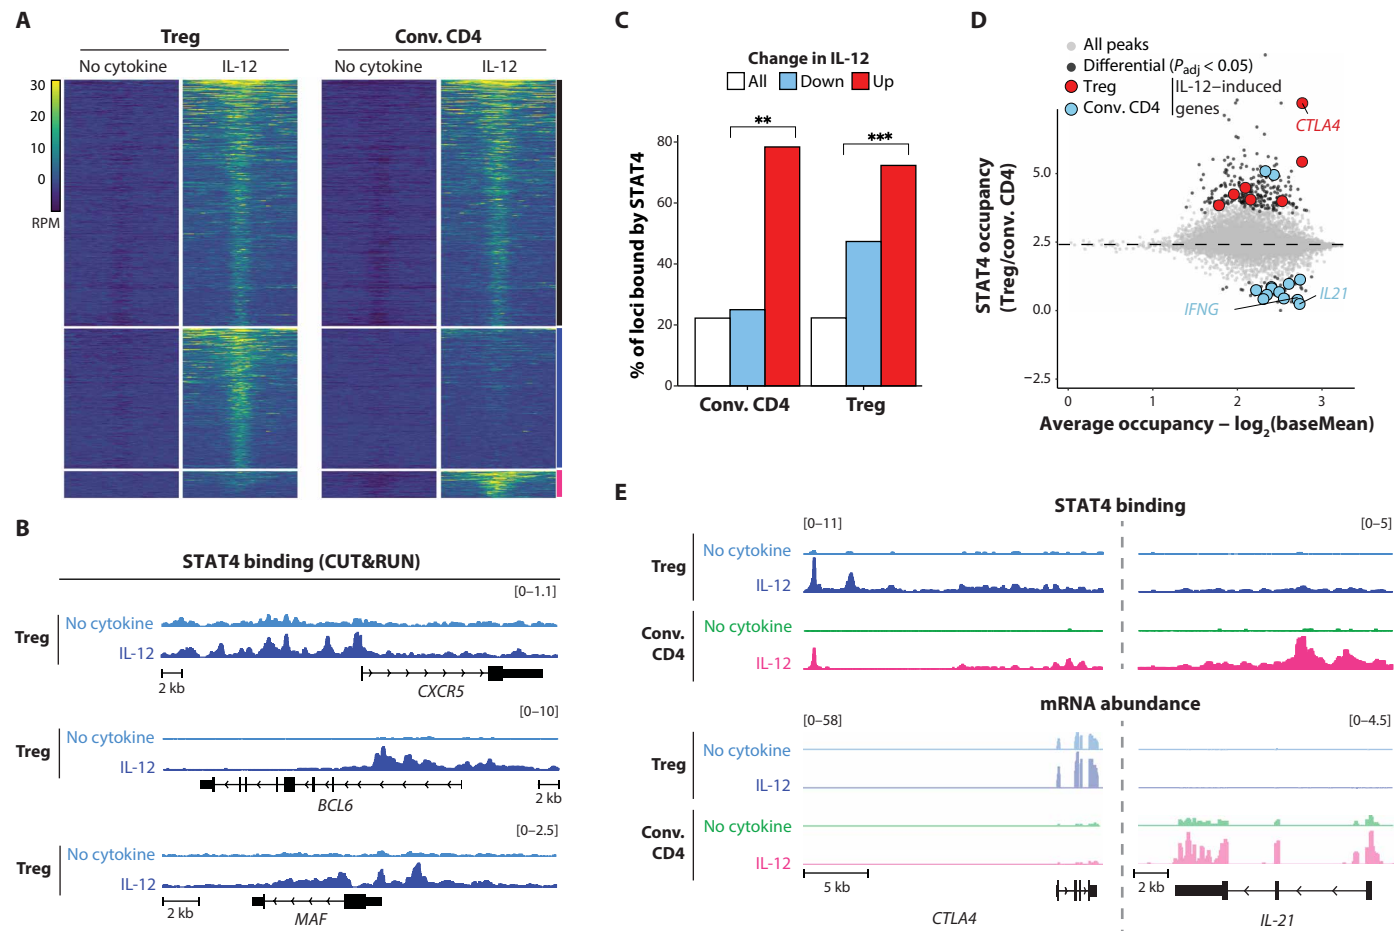 A
Treg
Conv. CD4
No cytokine
IL-12
No cytokine
IL-12
30
20
10
0
RPM
B
STAT4 binding (CUT&RUN)
[0–1.1]
Treg
No cytokine
IL-12
2 kb
CXCR5
[0–10]
Treg
No cytokine
IL-12
BCL6
2 kb
[0–2.5]
Treg
No cytokine
IL-12
2 kb
MAF
C
Change in IL-12
All
Down
Up
% of loci bound by STAT4
80
60
40
20
0
**
***
Conv. CD4
Treg
D
All peaks
Differential (Padj < 0.05)
Treg
Conv. CD4
IL-12–induced
genes
CTLA4
STAT4 occupancy
(Treg/conv. CD4)
5.0
2.5
0.0
−2.5
IFNG
IL21
0
1
2
3
Average occupancy – log2(baseMean)
E
STAT4 binding
[0–11]
[0–5]
Treg
No cytokine
IL-12
Conv.
CD4
No cytokine
IL-12
mRNA abundance
[0–58]
[0–4.5]
Treg
No cytokine
IL-12
Conv.
CD4
No cytokine
IL-12
5 kb
2 kb
CTLA4
IL-21